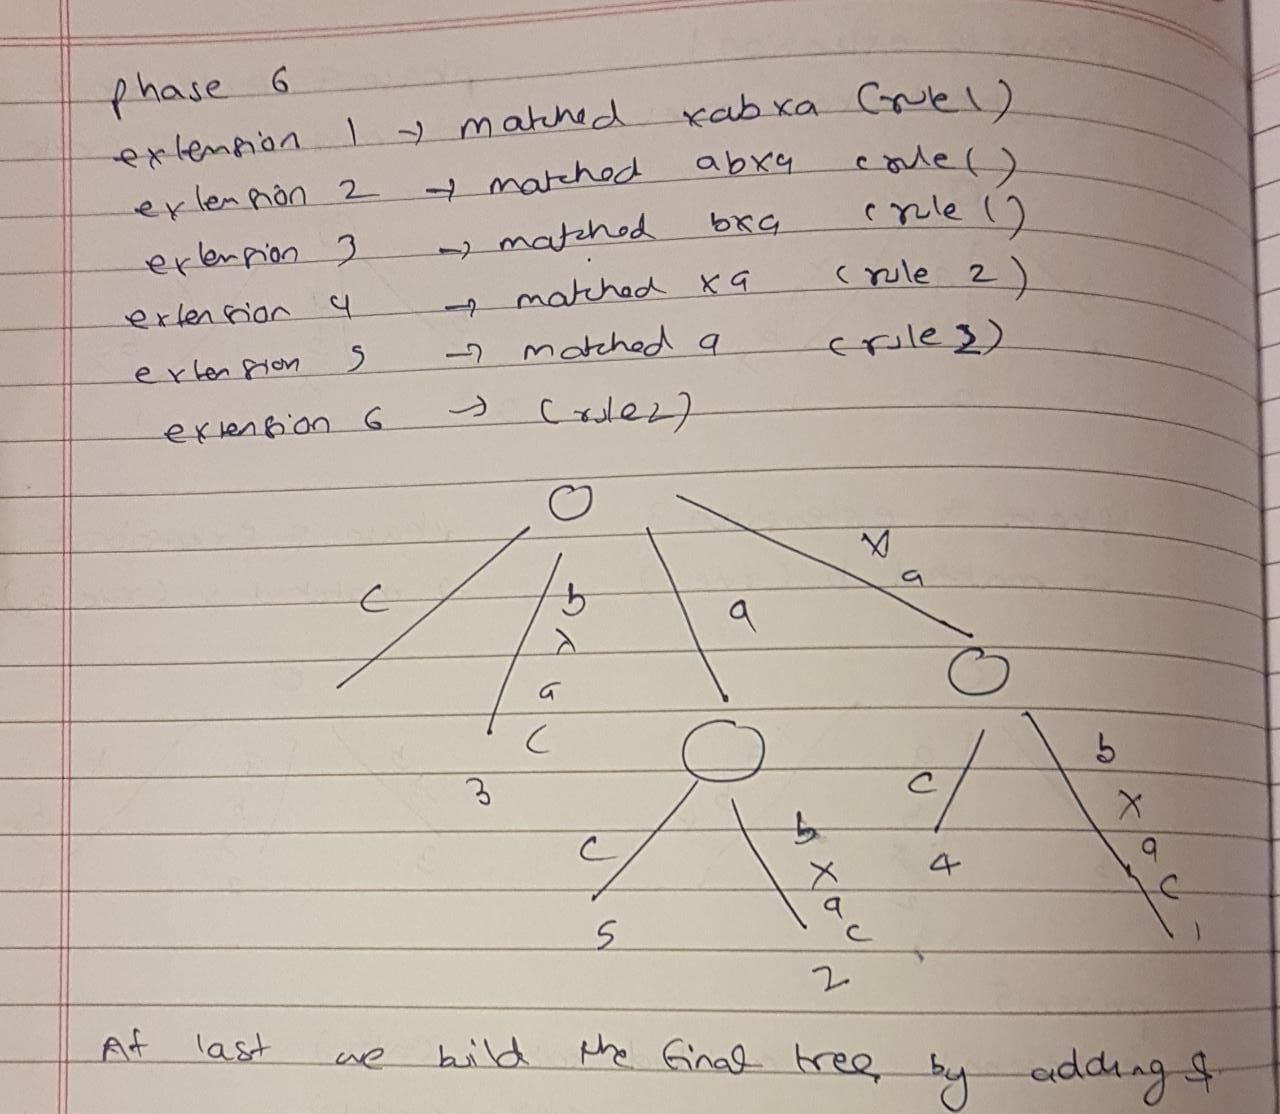 phase 6
extension 1 → matched xabxa (rule 1)
extension 2 → matched abxa (rule 1)
extension 3 → matched bxa (rule 1)
extension 4 → matched xa (rule 2)
extension 5 → matched a (rule 2)
extension 6 → (rule 2)
x
a
c
b
x
a
c
3
a
c
5
b
x
a
c
2
c
4
b
x
a
c
1
At last we build the final tree by adding $